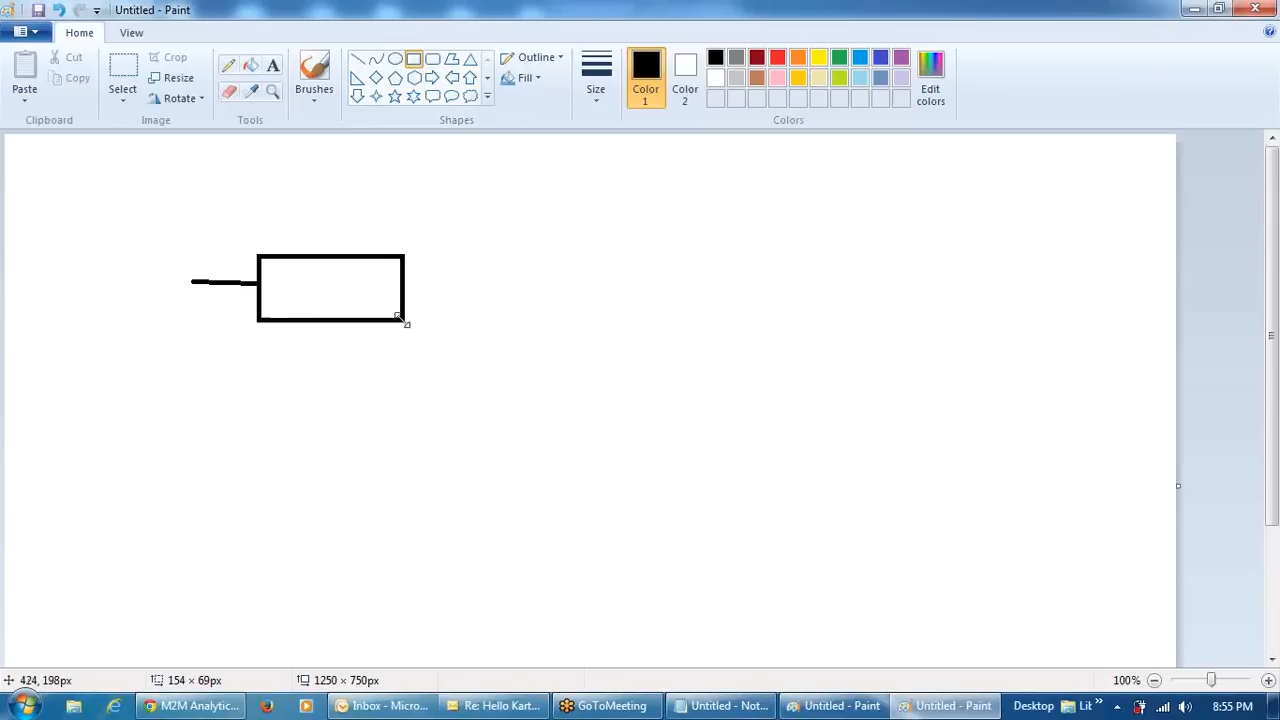 Untitled - Paint
Home View
Paste
Cut
Copy
Clipboard
Select
Crop
Resize
Rotate
Image
A
Tools
Brushes
Outline
Fill
Shapes
Size
Color 1
Color 2
Edit colors
Colors
424, 198px 154 × 69px 1250 × 750px 100%
M2M Analytic... Inbox - Micro... Re: Hello Kart... GoToMeeting Untitled - Not... Untitled - Paint Untitled - Paint Desktop Lit » 8:55 PM